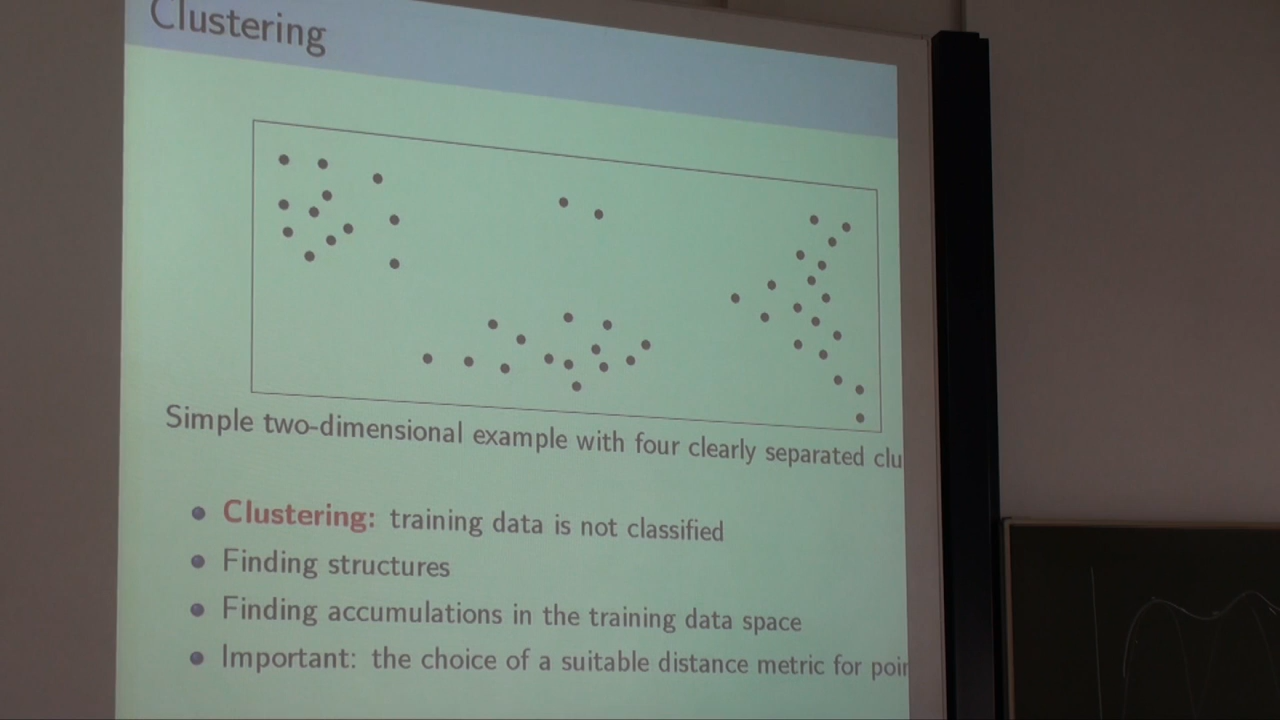 Clustering
Simple two-dimensional example with four clearly separated clu
Clustering: training data is not classified
Finding structures
Finding accumulations in the training data space
Important: the choice of a suitable distance metric for poin